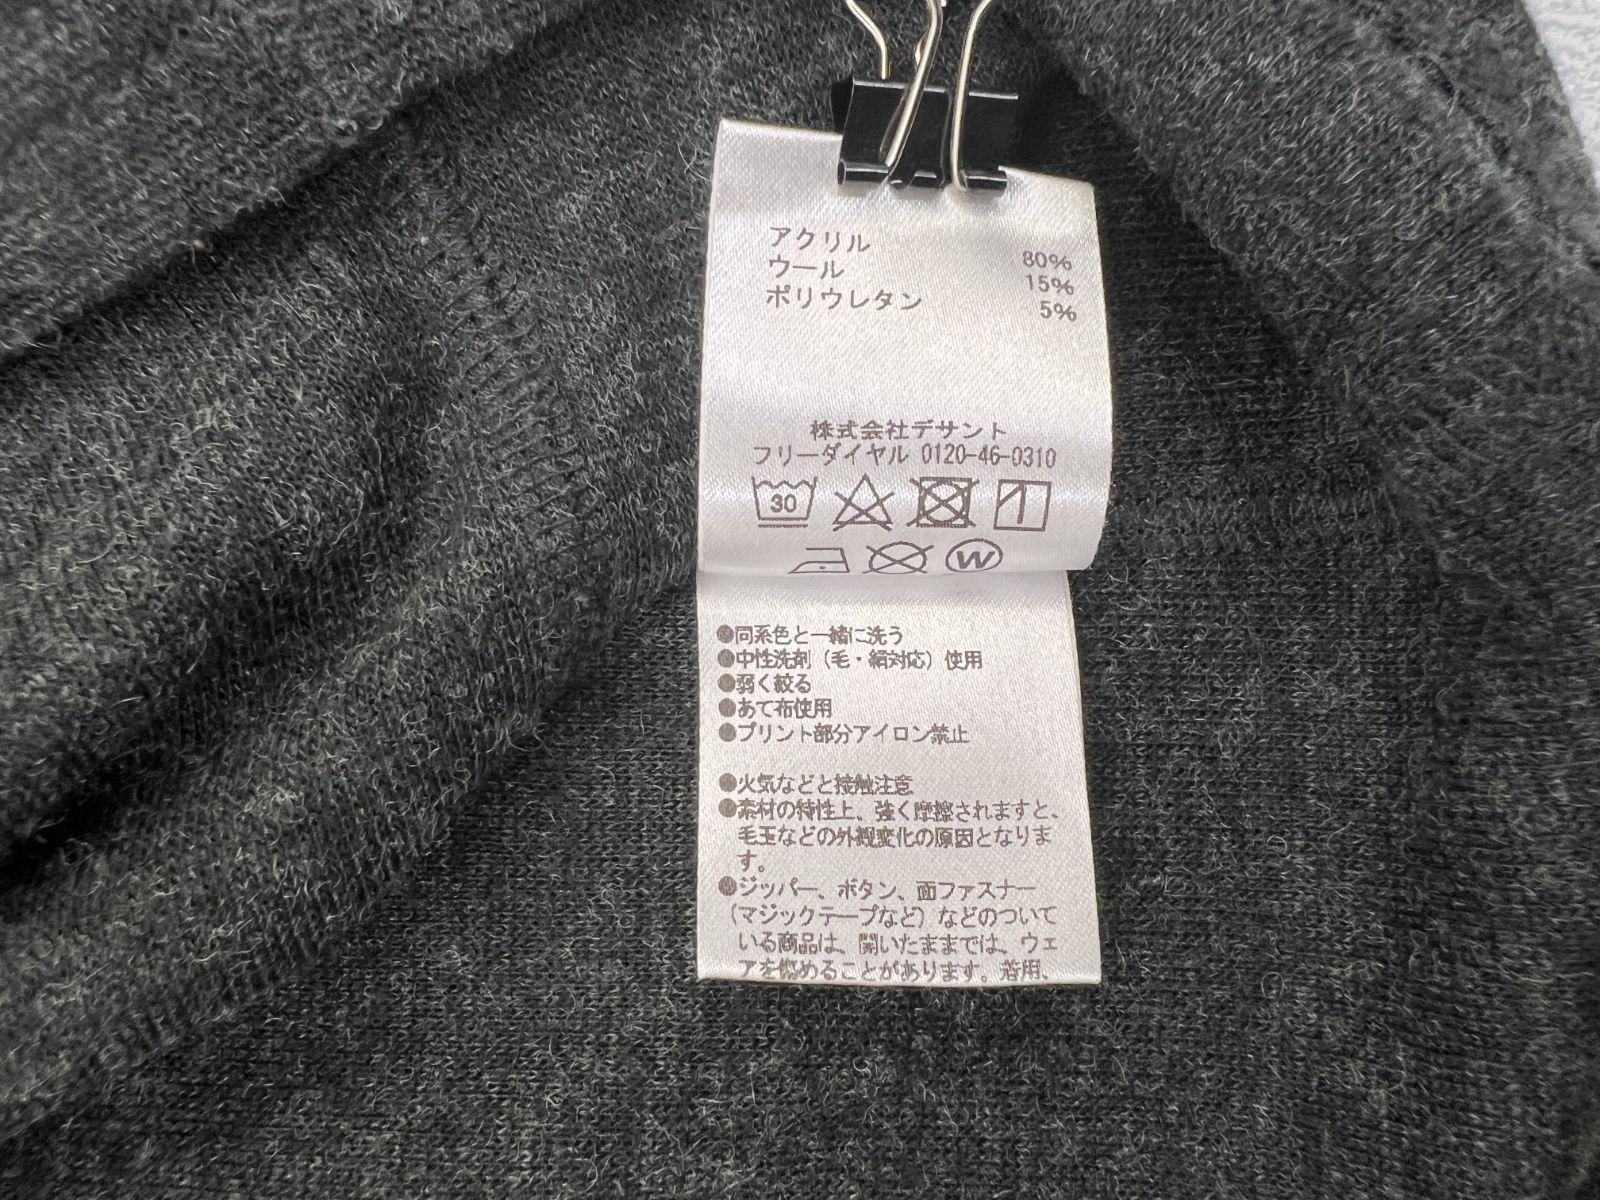 アクリル 80%
ウール 15%
ポリウレタン 5%
株式会社デサント
フリーダイヤル 0120-46-0310
30
W
●同系色と一緒に洗う
●中性洗剤（毛・絹対応）使用
●弱く絞る
●あて布使用
●プリント部分アイロン禁止
●火気などと接触注意
●素材の特性上、強く摩擦されますと、
毛玉などの外観変化の原因となりま
す。
●ジッパー、ボタン、面ファスナー
（マジックテープなど）などのついて
いる商品は、開いたままでは、ウェ
アを傷めることがあります。着用、